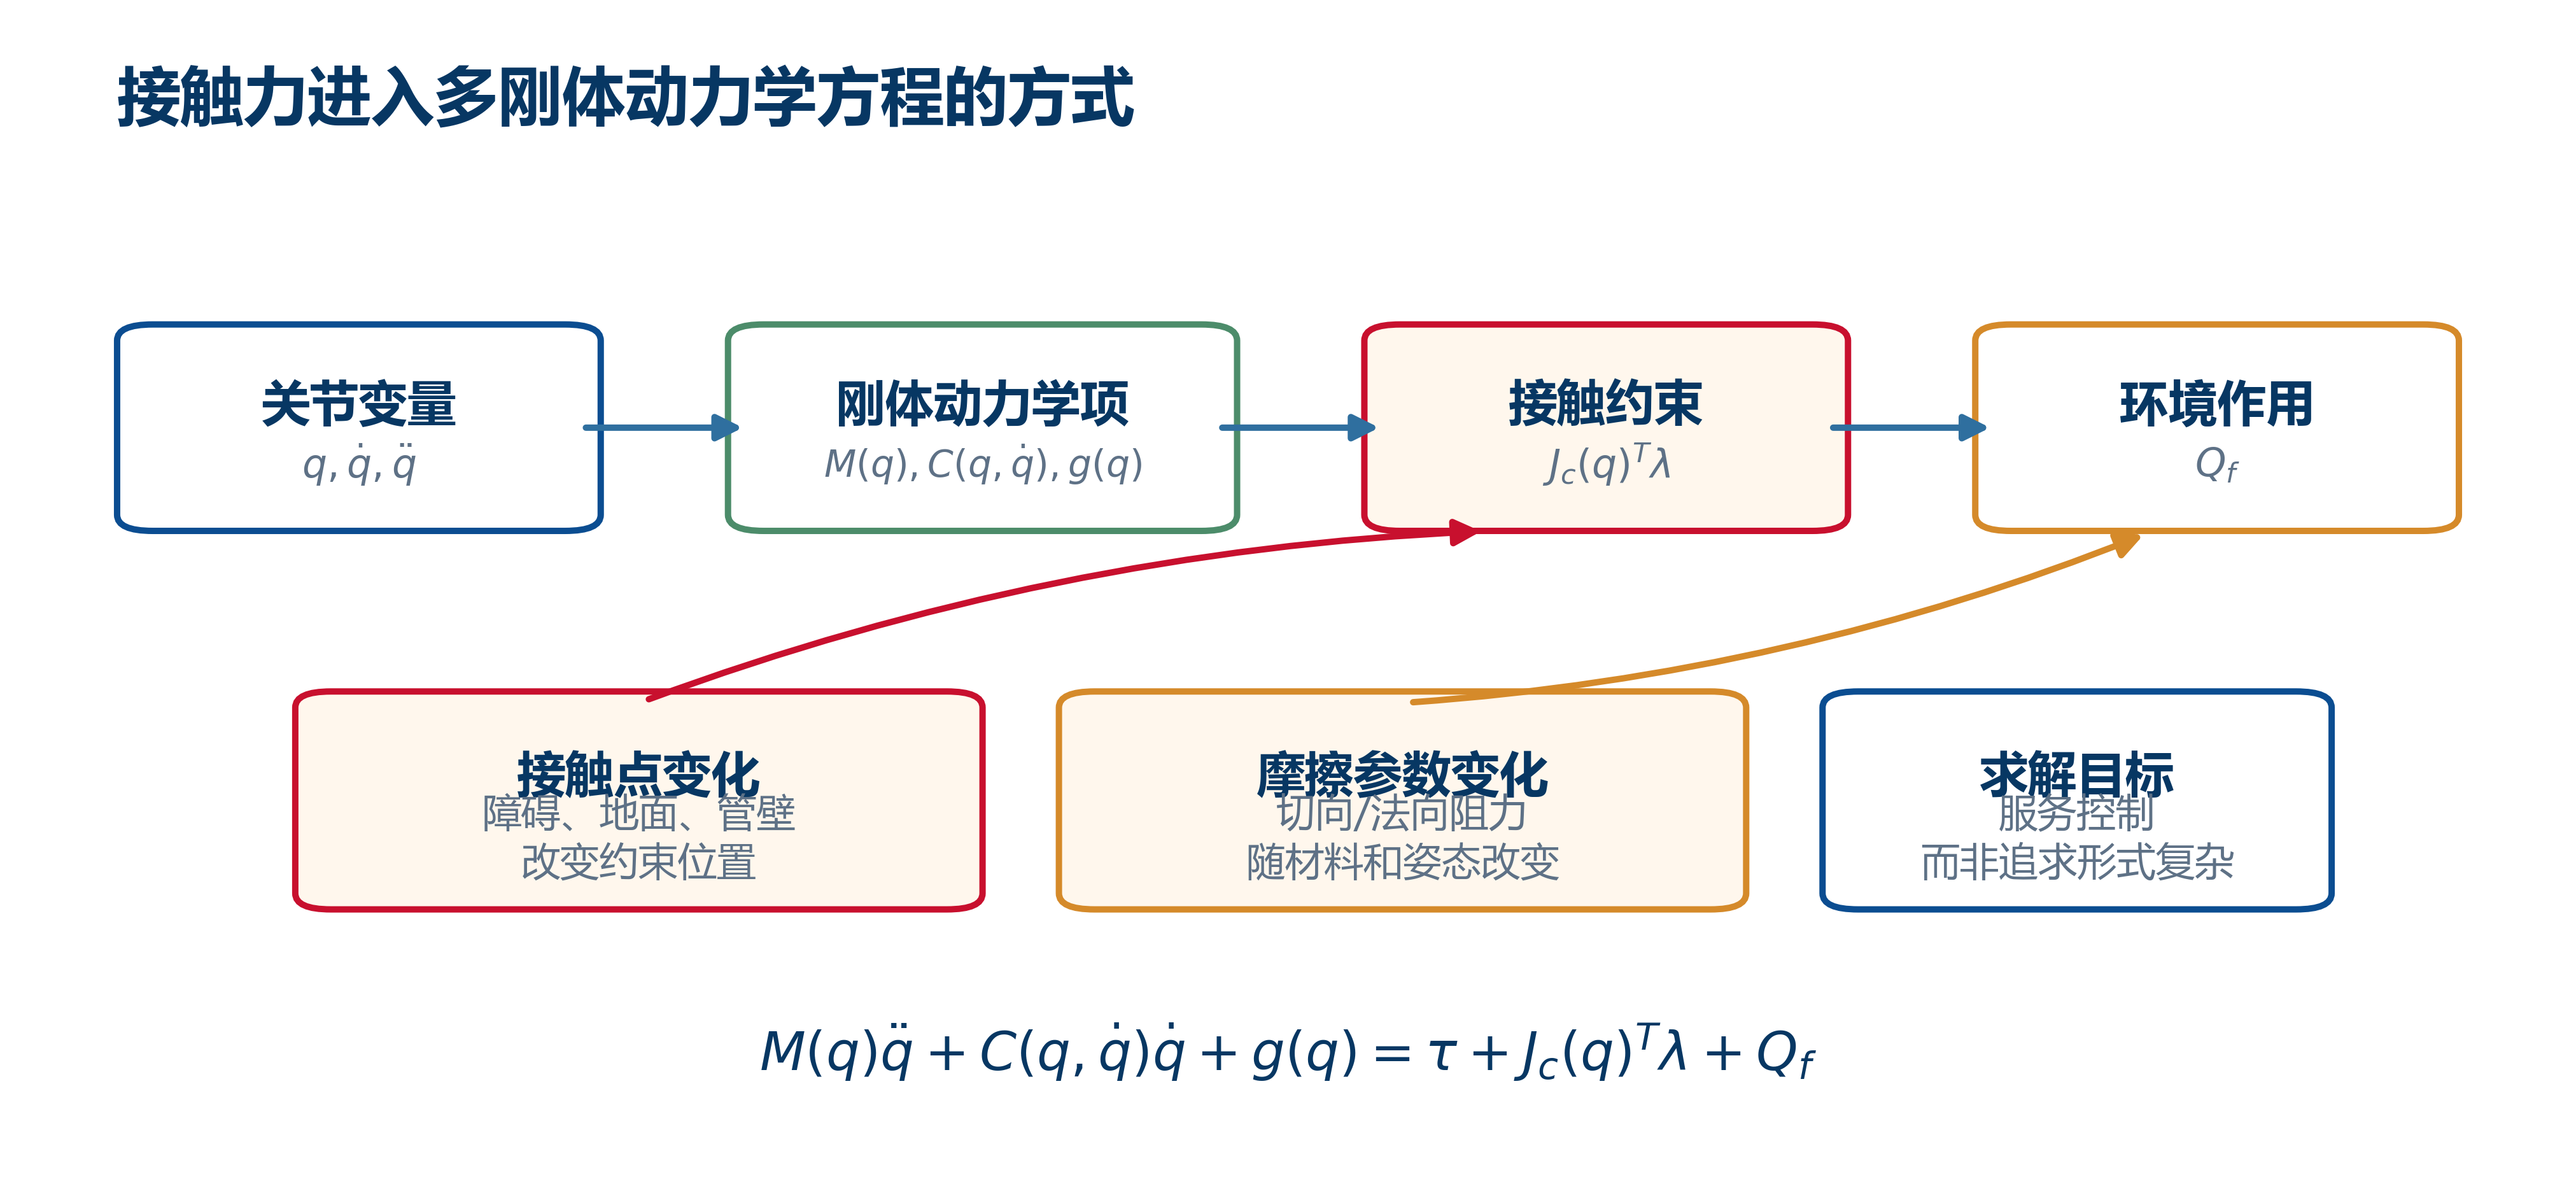 接触力进入多刚体动力学方程的方式
关节变量
q, q̇, q̈
刚体动力学项
M(q), C(q, q̇), g(q)
接触约束
J_c(q)^T λ
环境作用
Q_f
接触点变化
障碍、地面、管壁
改变约束位置
摩擦参数变化
切向/法向阻力
随材料和姿态改变
求解目标
服务控制
而非追求形式复杂
M(q)q̈ + C(q, q̇)q̇ + g(q) = τ + J_c(q)^T λ + Q_f